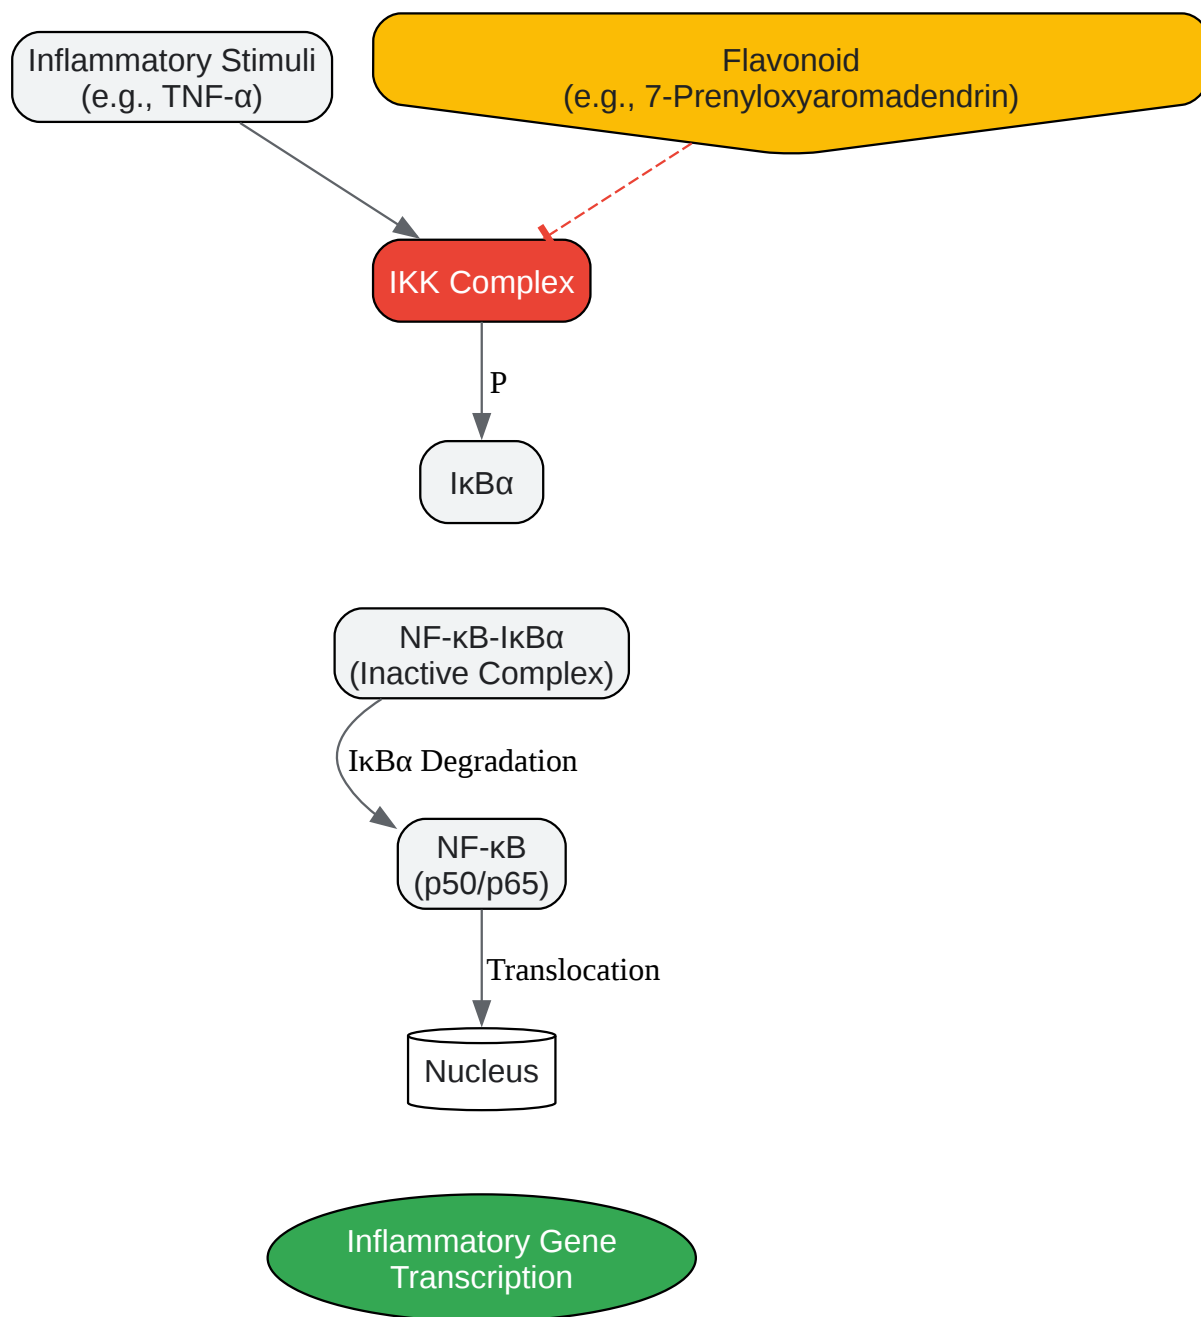 Inflammatory Stimuli
(e.g., TNF-α)
Flavonoid
(e.g., 7-Prenyloxyaromadendrin)
IKK Complex
P
IκBα
NF-κB-IκBα
(Inactive Complex)
IκBα Degradation
NF-κB
(p50/p65)
Translocation
Nucleus
Inflammatory Gene
Transcription